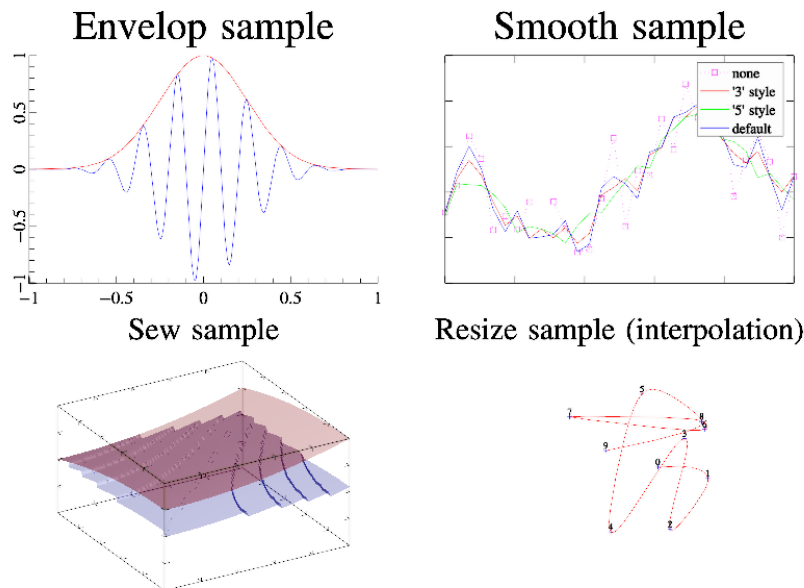 Envelop sample
Smooth sample
1
0.5
0
−0.5
−1
−1
−0.5
0
0.5
1
none
'3' style
'5' style
default
Sew sample
Resize sample (interpolation)
5
7
8
6
3
9
0
1
4
2